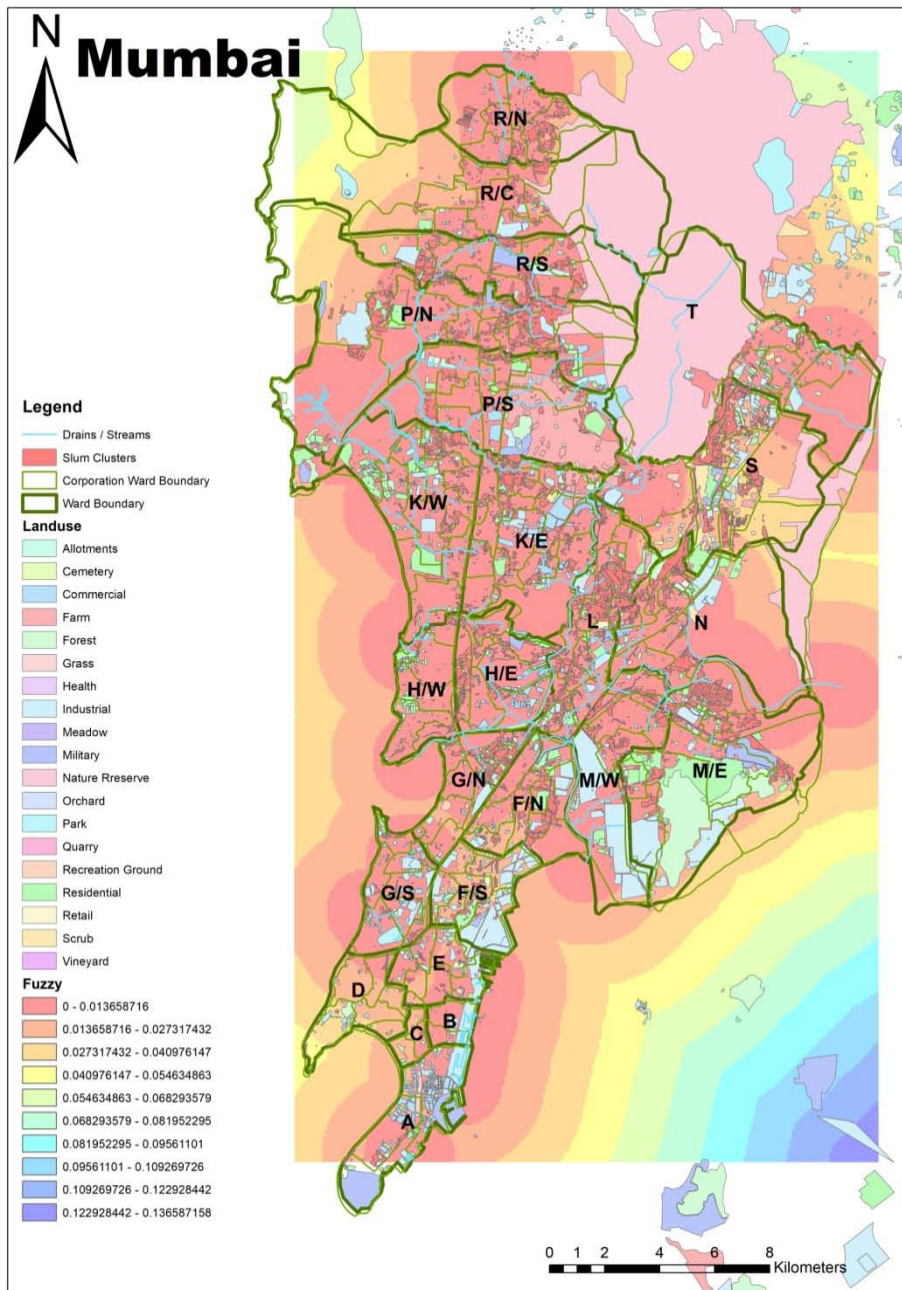 N
Mumbai
R/N
R/C
R/S
P/N
T
P/S
S
K/W
K/E
L
N
H/W
H/E
G/N
F/N
M/W
M/E
G/S
F/S
E
D
B
C
A
Legend
Drains / Streams
Slum Clusters
Corporation Ward Boundary
Ward Boundary
Landuse
Allotments
Cemetery
Commercial
Farm
Forest
Grass
Health
Industrial
Meadow
Military
Nature Rreserve
Orchard
Park
Quarry
Recreation Ground
Residential
Retail
Scrub
Vineyard
Fuzzy
0 - 0.013658716
0.013658716 - 0.027317432
0.027317432 - 0.040976147
0.040976147 - 0.054634863
0.054634863 - 0.068293579
0.068293579 - 0.081952295
0.081952295 - 0.09561101
0.09561101 - 0.109269726
0.109269726 - 0.122928442
0.122928442 - 0.136587158
0 1 2 4 6 8
Kilometers